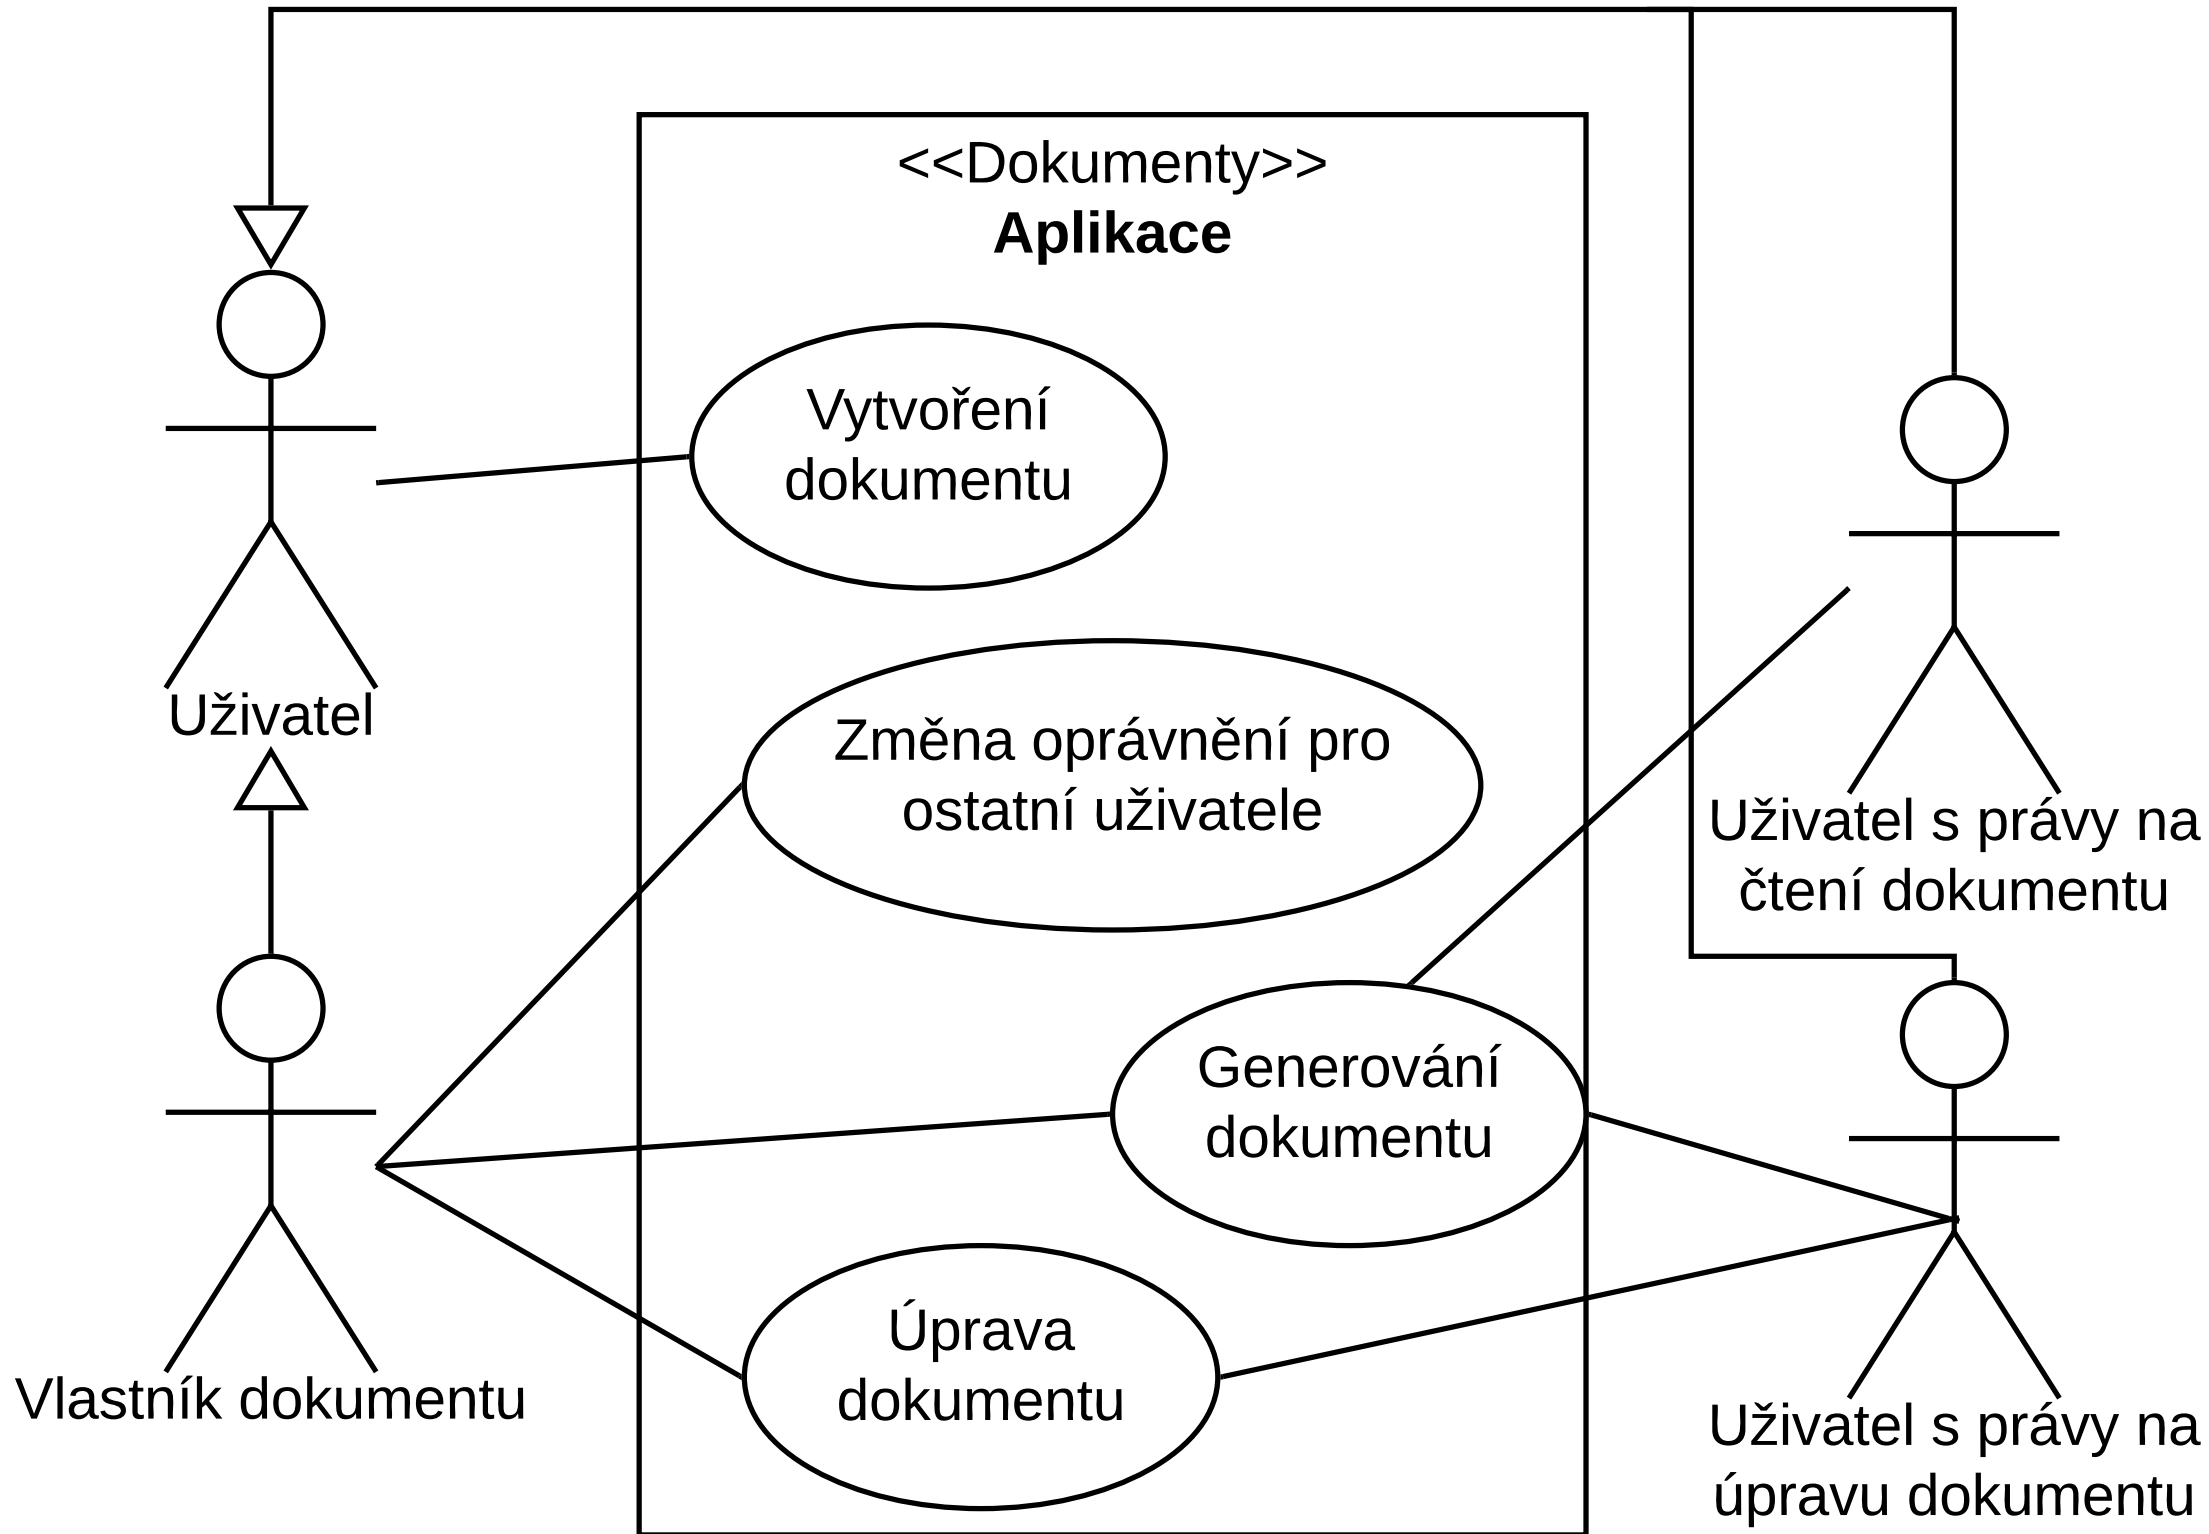 <<Dokumenty>>
Aplikace
Vytvoření
dokumentu
Uživatel
Změna oprávnění pro
ostatní uživatele
Uživatel s právy na
čtení dokumentu
Generování
dokumentu
Úprava
dokumentu
Vlastník dokumentu
Uživatel s právy na
úpravu dokumentu